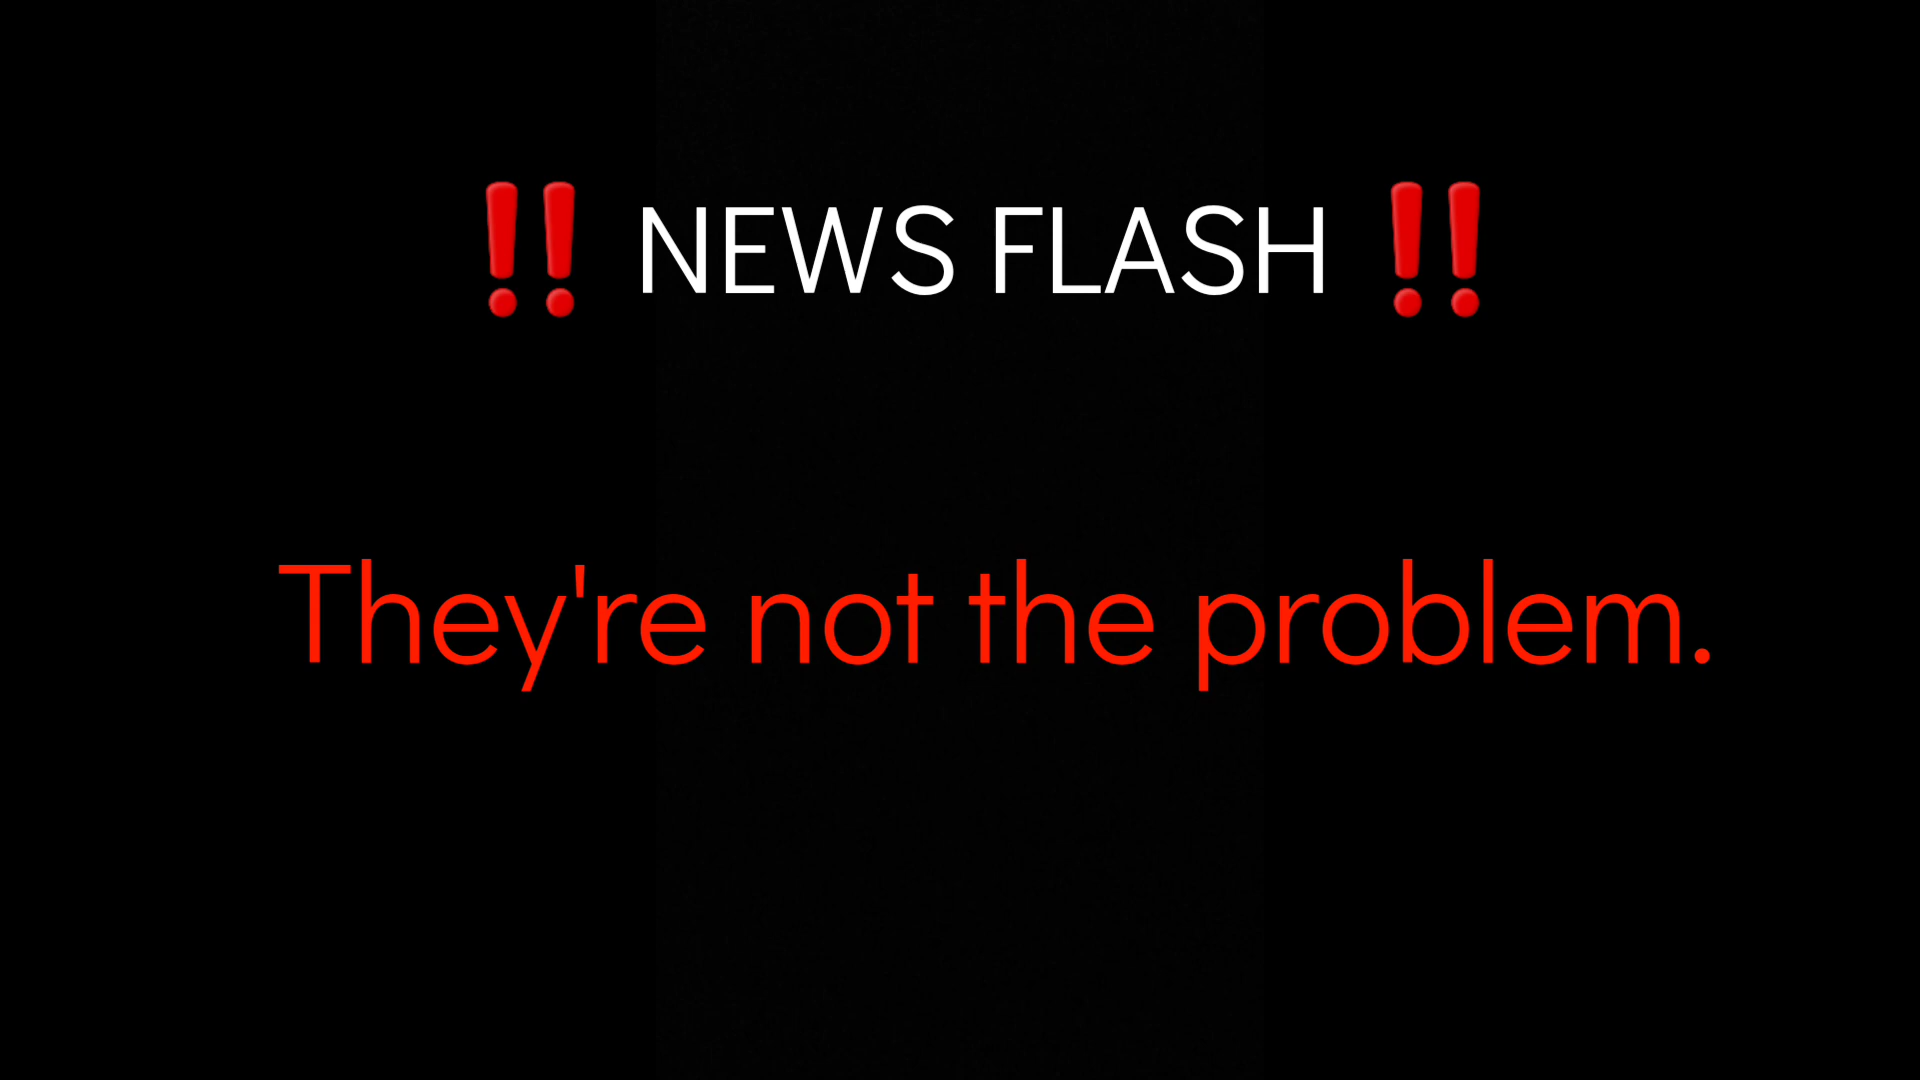 ‼️ NEWS FLASH ‼️
They're not the problem.